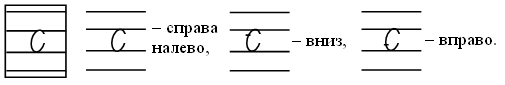 С С – справа
налево, С – вниз, С – вправо.